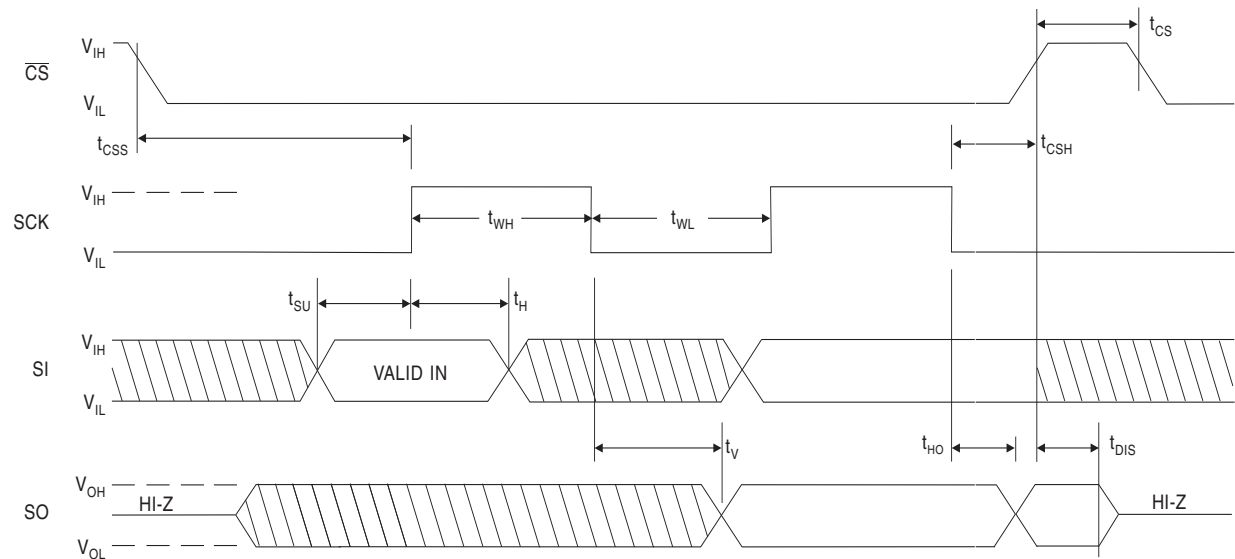 V_IH
t_CS
C̅S̅
V_IL
t_CSS
t_CSH
V_IH
t_WH
t_WL
SCK
V_IL
t_SU
t_H
V_IH
SI
VALID IN
V_IL
t_V
t_HO
t_DIS
V_OH
HI-Z
HI-Z
SO
V_OL